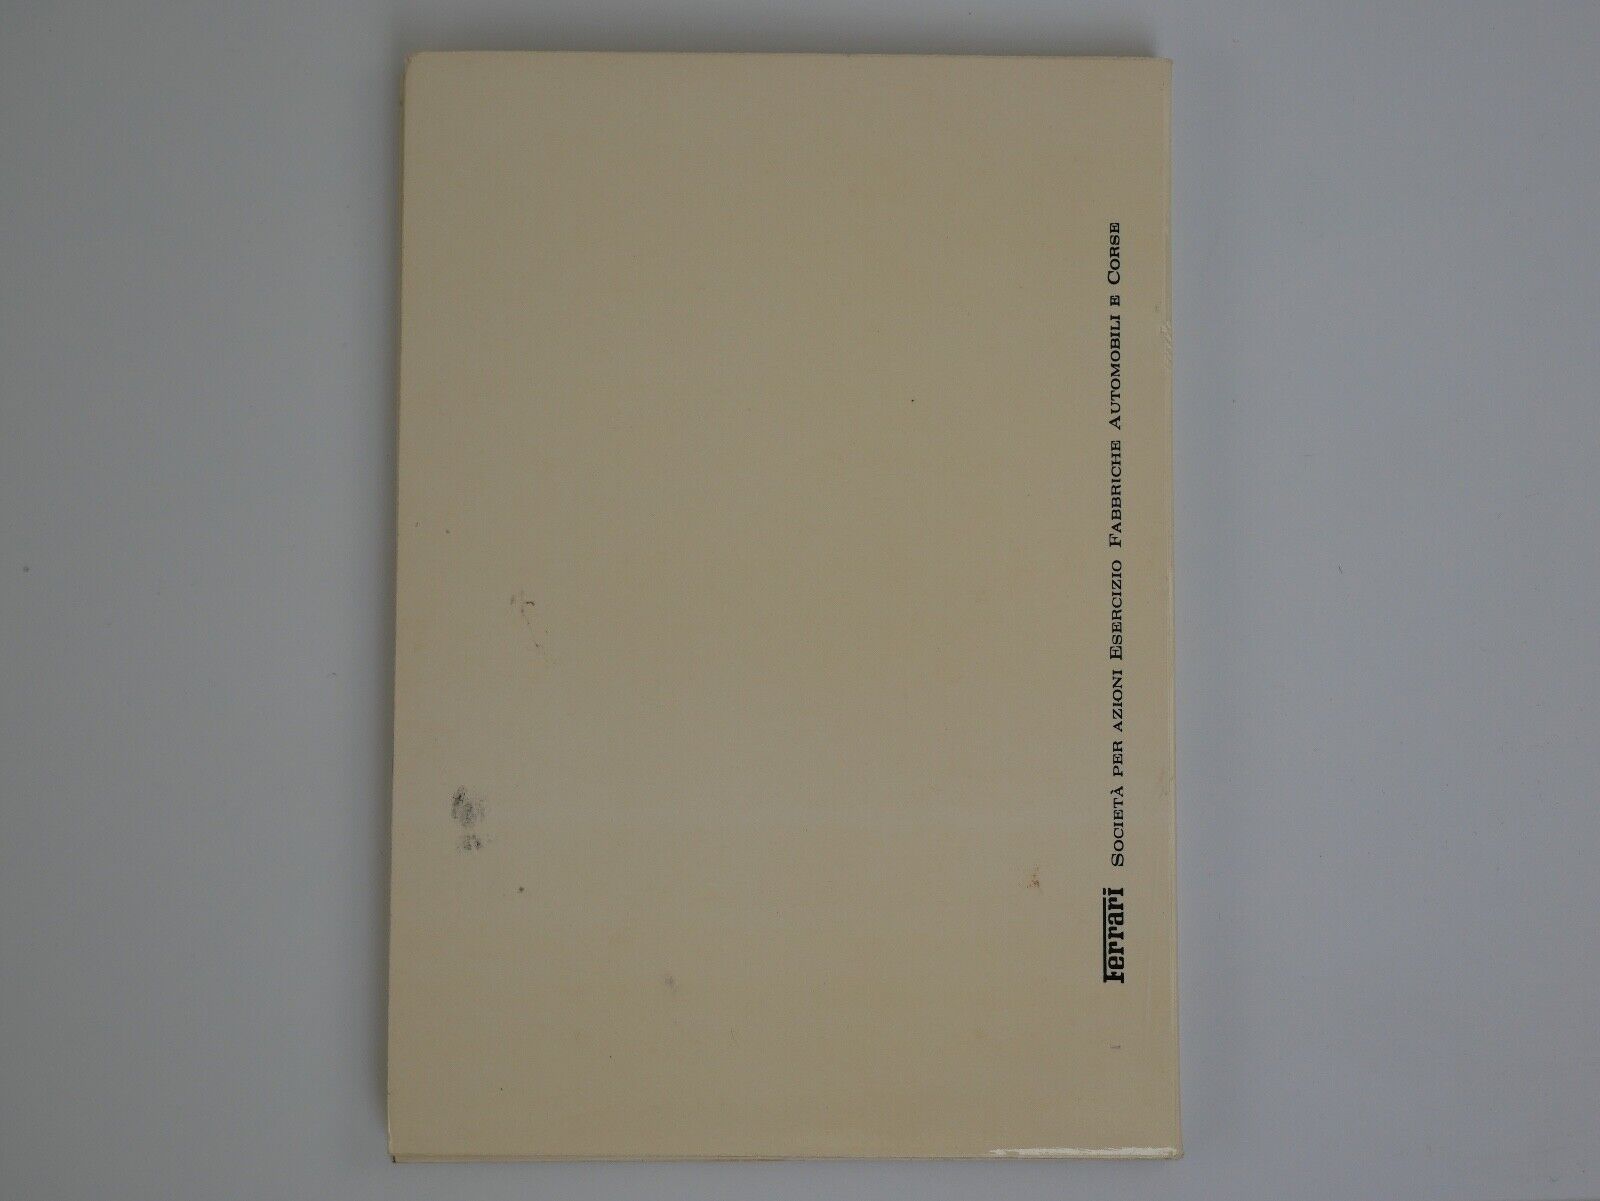 Ferrari SOCIETÀ PER AZIONI ESERCIZIO FABBRICHE AUTOMOBILI E CORSE